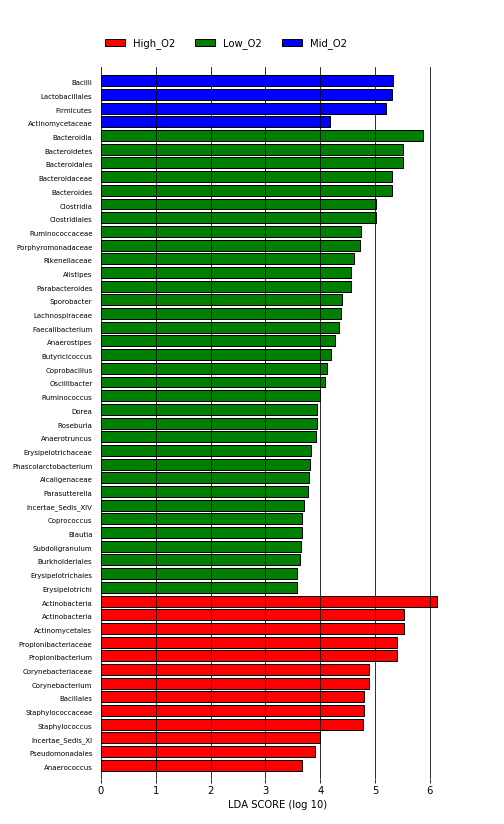 High_O2 Low_O2 Mid_O2
Bacilli
Lactobacillales
Firmicutes
Actinomycetaceae
Bacteroidia
Bacteroidetes
Bacteroidales
Bacteroidaceae
Bacteroides
Clostridia
Clostridiales
Ruminococcaceae
Porphyromonadaceae
Rikenellaceae
Alistipes
Parabacteroides
Sporobacter
Lachnospiraceae
Faecalibacterium
Anaerostipes
Butyricicoccus
Coprobacillus
Oscillibacter
Ruminococcus
Dorea
Roseburia
Anaerotruncus
Erysipelotrichaceae
Phascolarctobacterium
Alcaligenaceae
Parasutterella
Incertae_Sedis_XIV
Coprococcus
Blautia
Subdoligranulum
Burkholderiales
Erysipelotrichales
Erysipelotrichi
Actinobacteria
Actinobacteria
Actinomycetales
Propionibacteriaceae
Propionibacterium
Corynebacteriaceae
Corynebacterium
Bacillales
Staphylococcaceae
Staphylococcus
Incertae_Sedis_XI
Pseudomonadales
Anaerococcus
0 1 2 3 4 5 6
LDA SCORE (log 10)